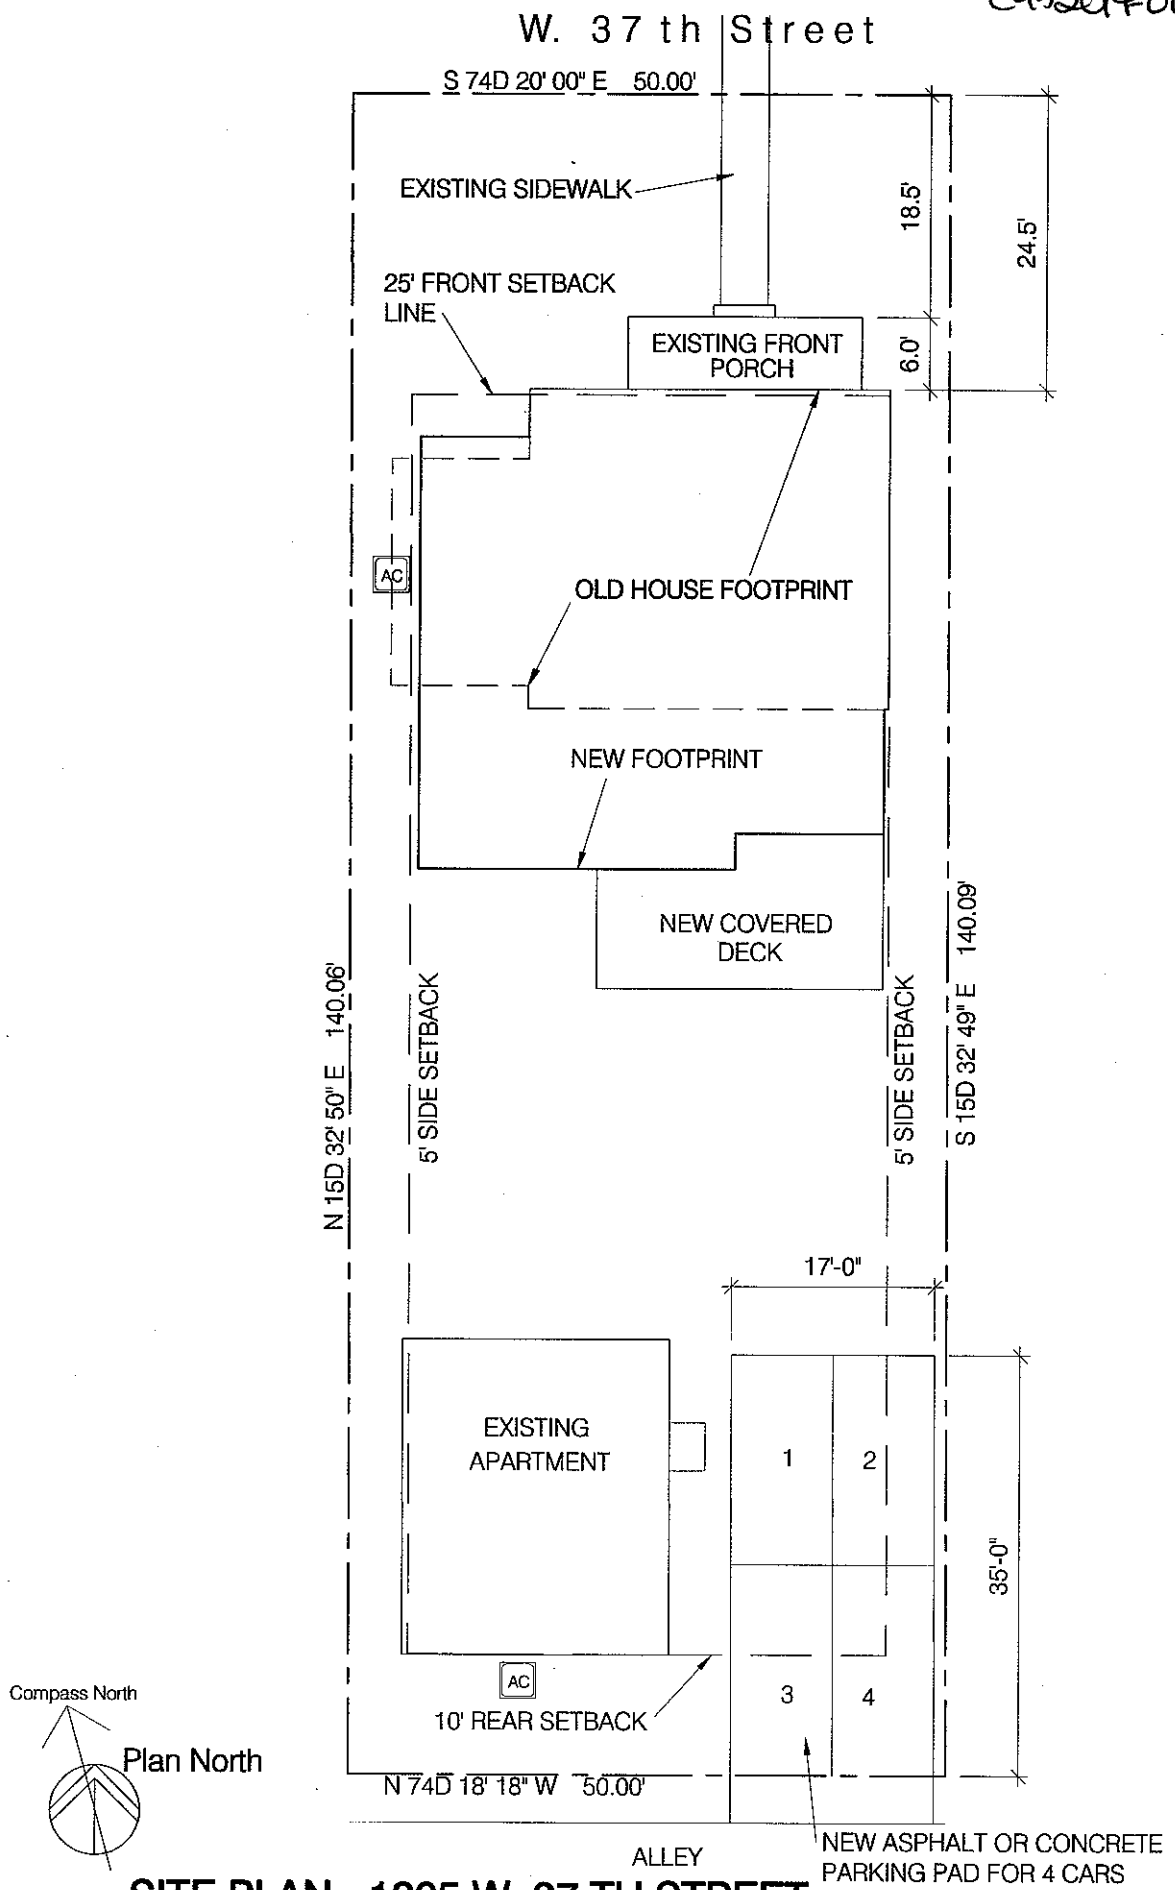 W. 37 th Street
S 74D 20' 00" E 50.00'
EXISTING SIDEWALK
18.5'
24.5'
25' FRONT SETBACK
LINE
EXISTING FRONT
PORCH
6.0'
AC
OLD HOUSE FOOTPRINT
NEW FOOTPRINT
NEW COVERED
DECK
N 15D 32' 50" E 140.06'
5' SIDE SETBACK
5' SIDE SETBACK
S 15D 32' 49" E 140.09'
17'-0"
EXISTING
APARTMENT
1
2
35'-0"
AC
3
4
10' REAR SETBACK
Compass North
Plan North
N 74D 18' 18" W 50.00'
ALLEY
NEW ASPHALT OR CONCRETE
PARKING PAD FOR 4 CARS